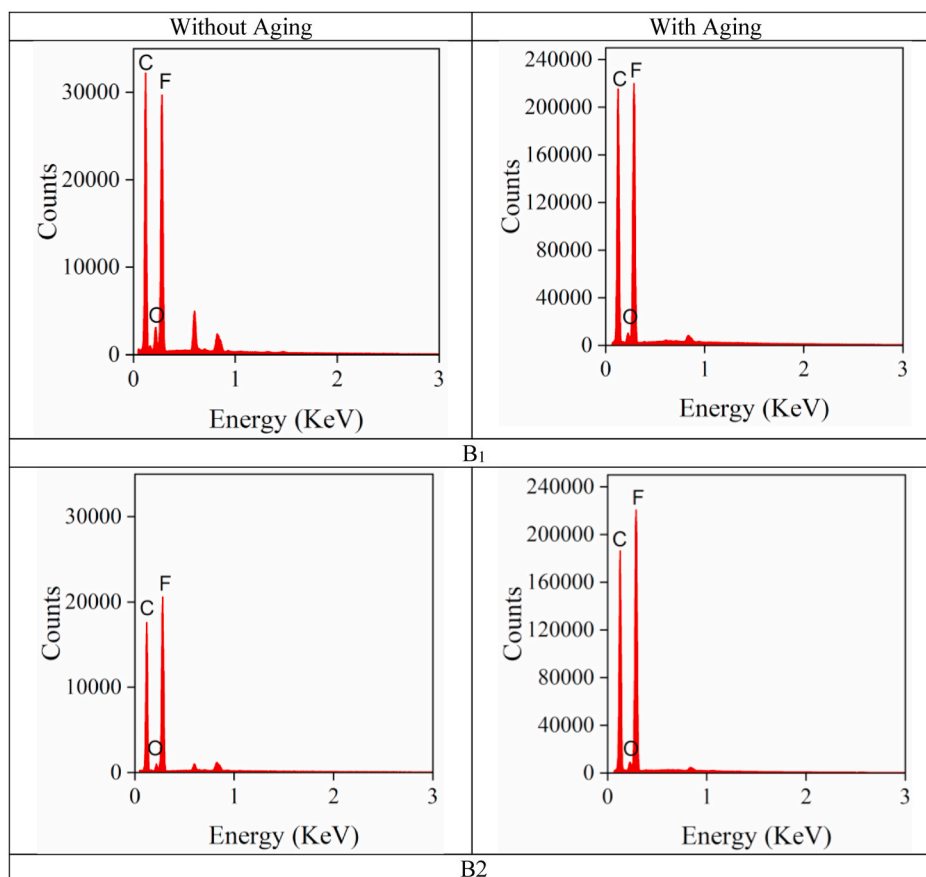 Without Aging With Aging
C
F
O
30000
20000
10000
0
Counts
0 1 2 3
Energy (KeV)
C
F
O
240000
200000
160000
120000
80000
40000
0
Counts
0 1 2 3
Energy (KeV)
B₁
C
F
O
30000
20000
10000
0
Counts
0 1 2 3
Energy (KeV)
C
F
O
240000
200000
160000
120000
80000
40000
0
Counts
0 1 2 3
Energy (KeV)
B2